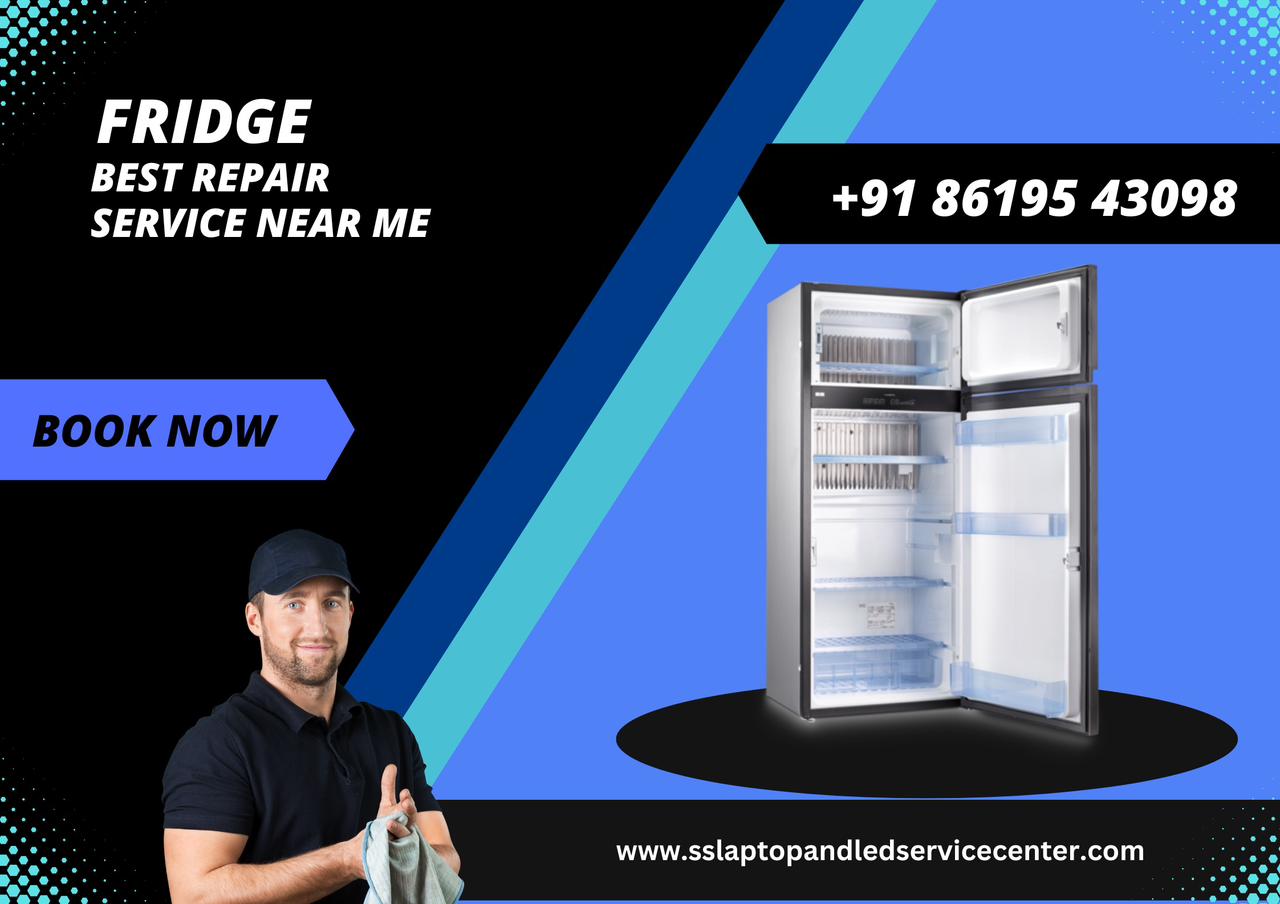 FRIDGE
BEST REPAIR
SERVICE NEAR ME
+91 86195 43098
BOOK NOW
www.sslaptopandledservicecenter.com